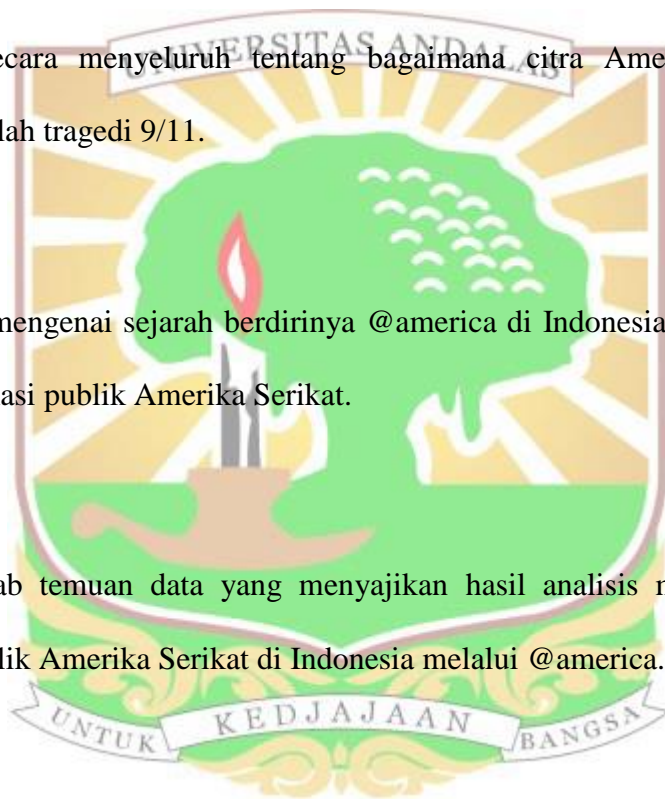 UNIVERSITAS ANDALAS
ecara menyeluruh tentang bagaimana citra Ame
lah tragedi 9/11.
mengenai sejarah berdirinya @america di Indonesia
asi publik Amerika Serikat.
ab temuan data yang menyajikan hasil analisis
lik Amerika Serikat di Indonesia melalui @america.
UNTUK KEDJAJAAN BANGSA